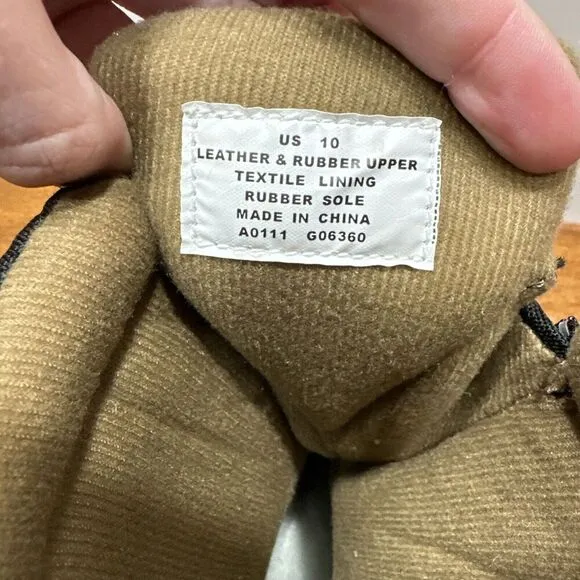 US 10
LEATHER & RUBBER UPPER
TEXTILE LINING
RUBBER SOLE
MADE IN CHINA
A0111 G06360